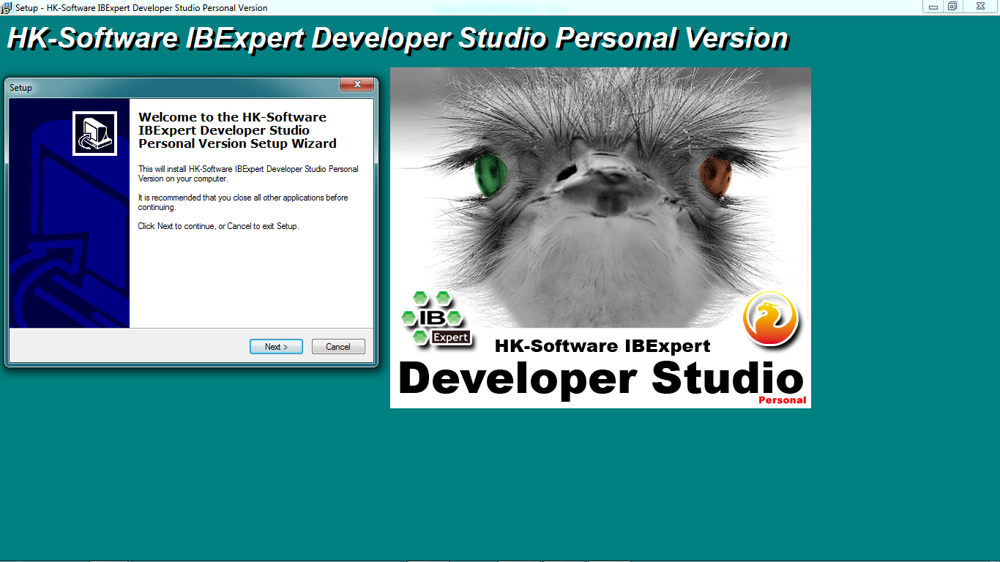 Setup - HK-Software IBExpert Developer Studio Personal Version
HK-Software IBExpert Developer Studio Personal Version
Setup
Welcome to the HK-Software
IBExpert Developer Studio
Personal Version Setup Wizard
This will install HK-Software IBExpert Developer Studio Personal
Version on your computer.
It is recommended that you close all other applications before
continuing.
Click Next to continue, or Cancel to exit Setup.
Next >
Cancel
IB
Expert
HK-Software IBExpert
Developer Studio
Personal